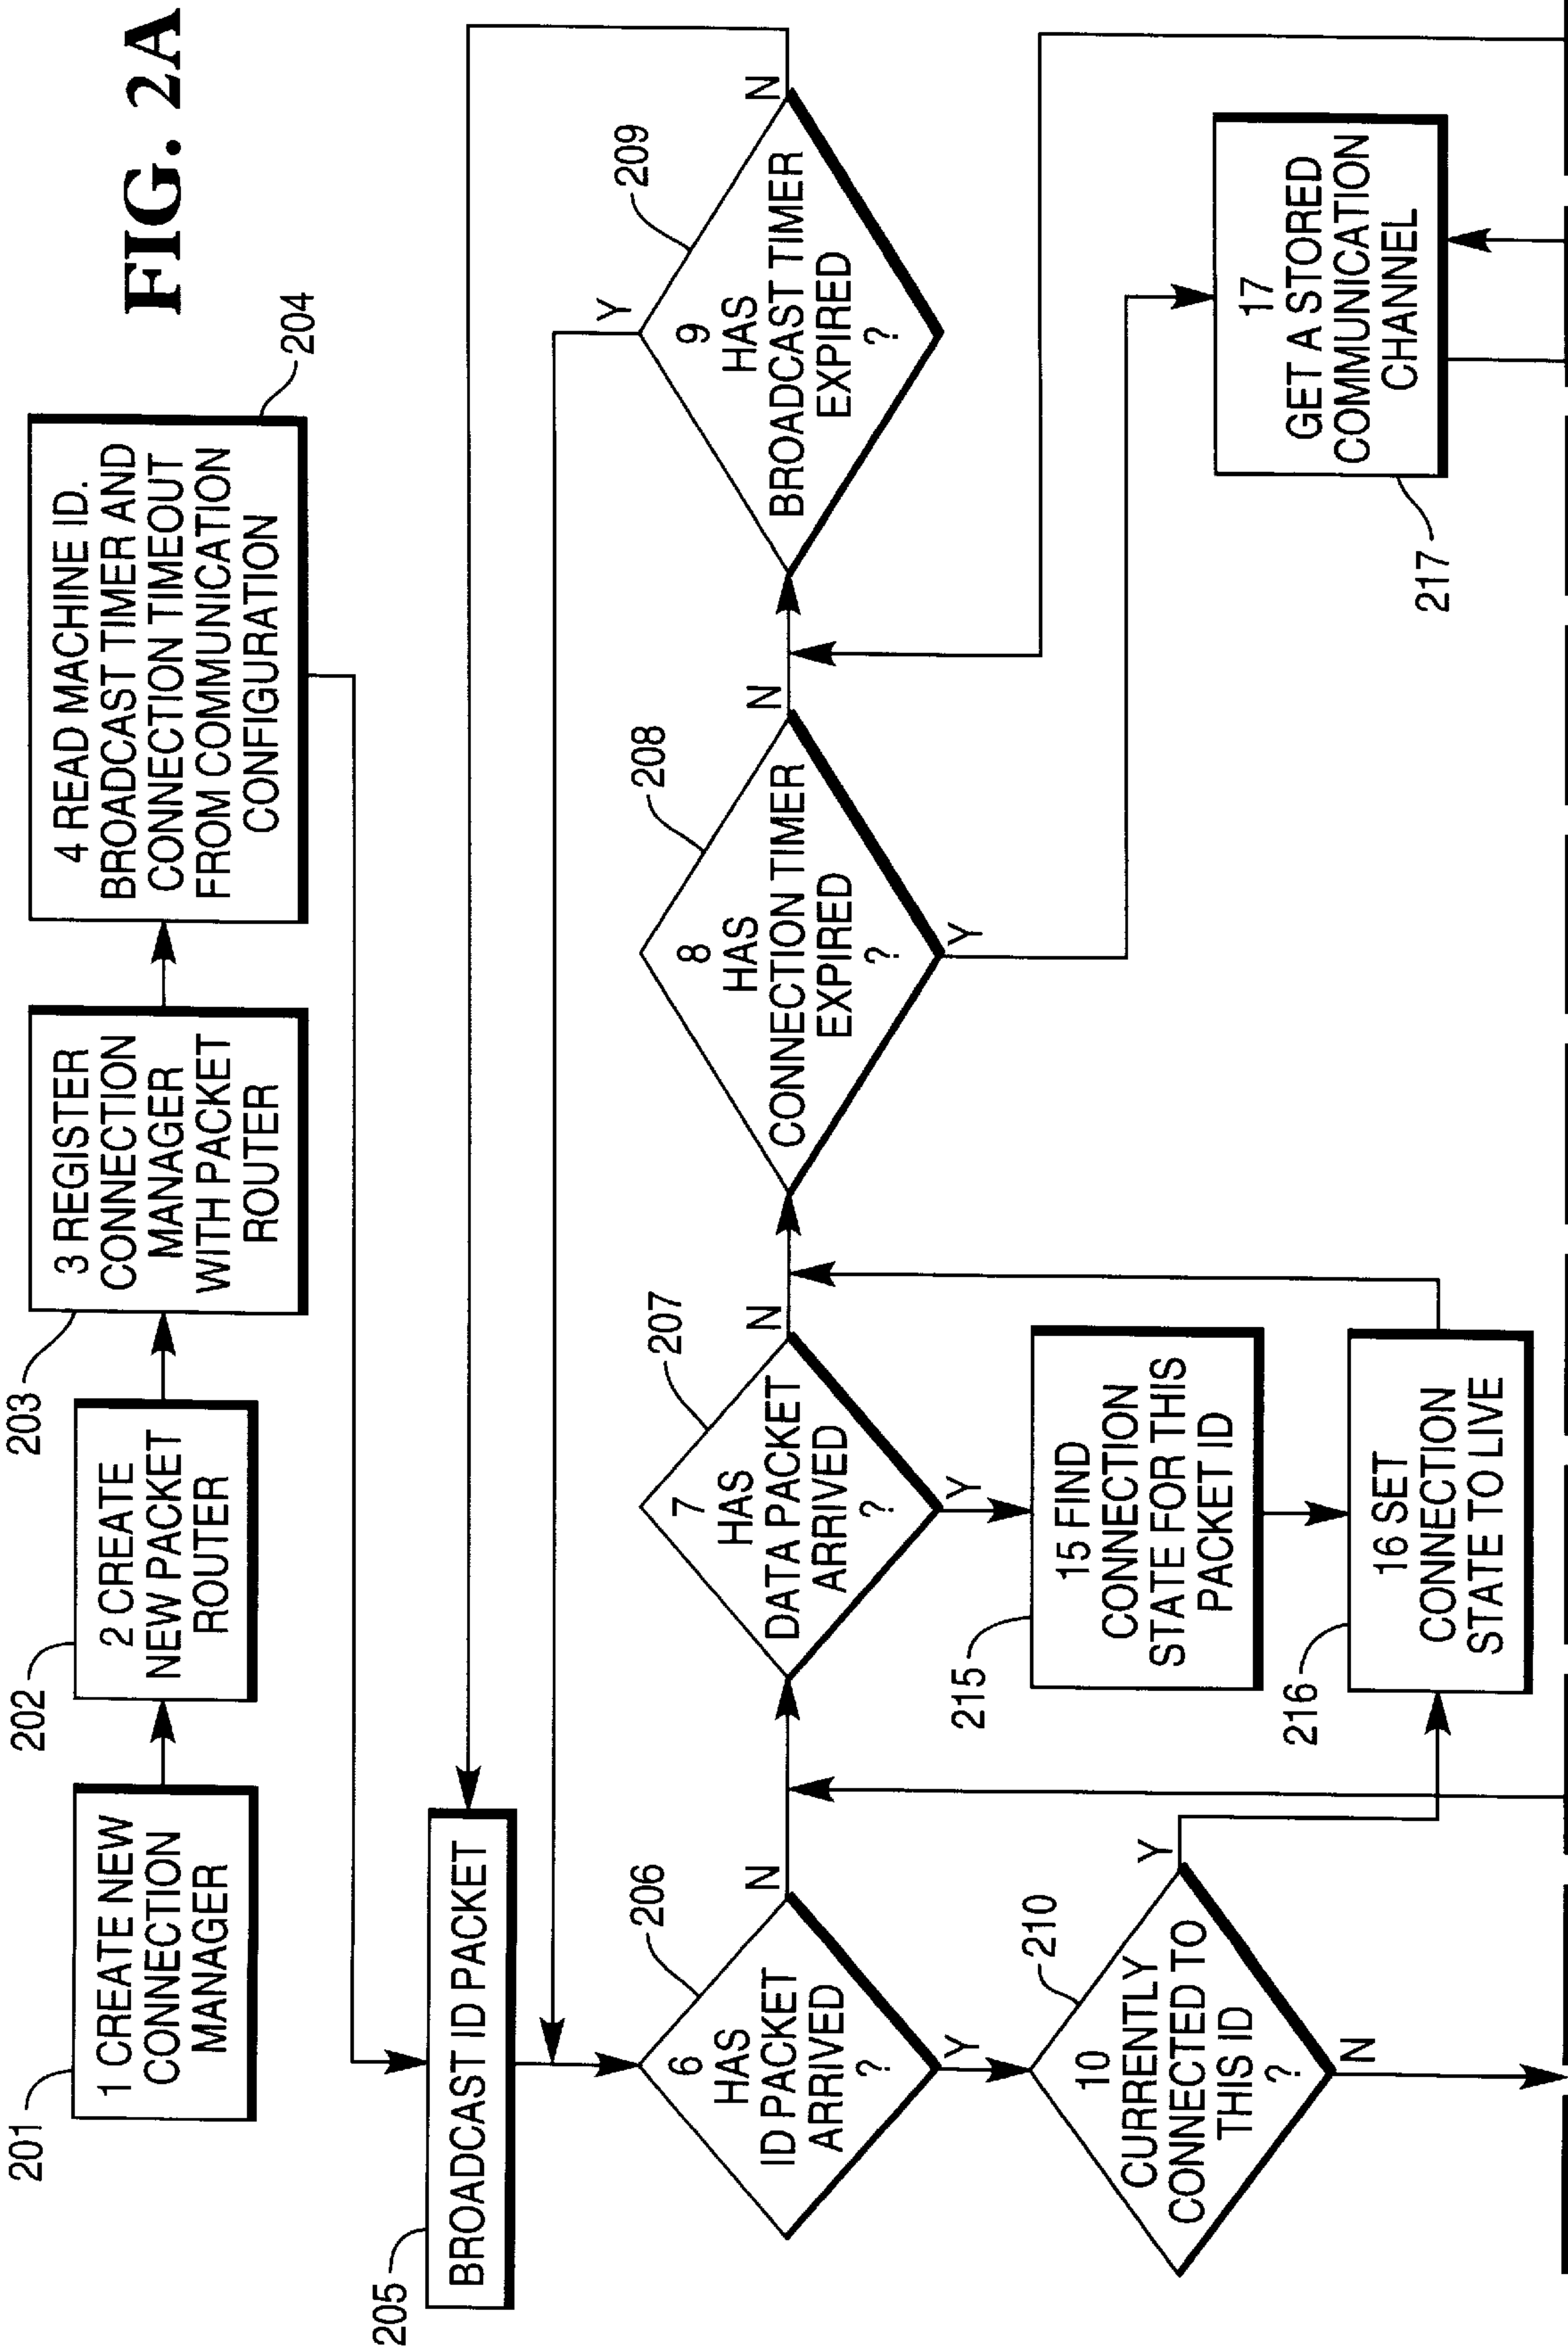 FIG. 2A
201
1 CREATE NEW
CONNECTION
MANAGER
202
2 CREATE
NEW PACKET
ROUTER
203
3 REGISTER
CONNECTION
MANAGER
WITH PACKET
ROUTER
204
4 READ MACHINE ID.
BROADCAST TIMER AND
CONNECTION TIMEOUT
FROM COMMUNICATION
CONFIGURATION
205
BROADCAST ID PACKET
206
6
HAS
ID PACKET
ARRIVED
?
N
Y
207
7
HAS
DATA PACKET
ARRIVED
?
N
Y
208
8
HAS
CONNECTION TIMER
EXPIRED
?
N
Y
209
9
HAS
BROADCAST TIMER
EXPIRED
?
Y
N
210
10
CURRENTLY
CONNECTED TO
THIS ID
?
Y
N
215
15 FIND
CONNECTION
STATE FOR THIS
PACKET ID
216
16 SET
CONNECTION
STATE TO LIVE
217
17
GET A STORED
COMMUNICATION
CHANNEL